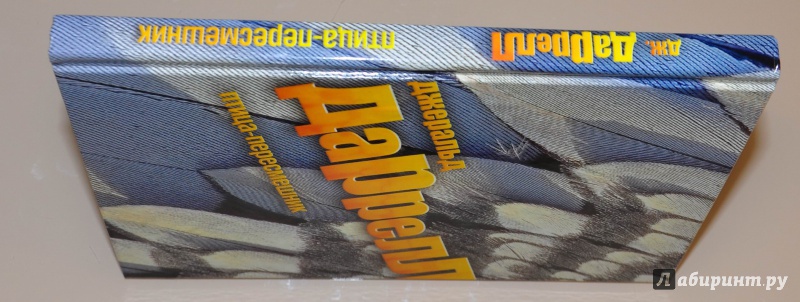 дж. Даррелл
птица-пересмешник
Джеральд
Даррелл
птица-пересмешник
Лабиринт.ру